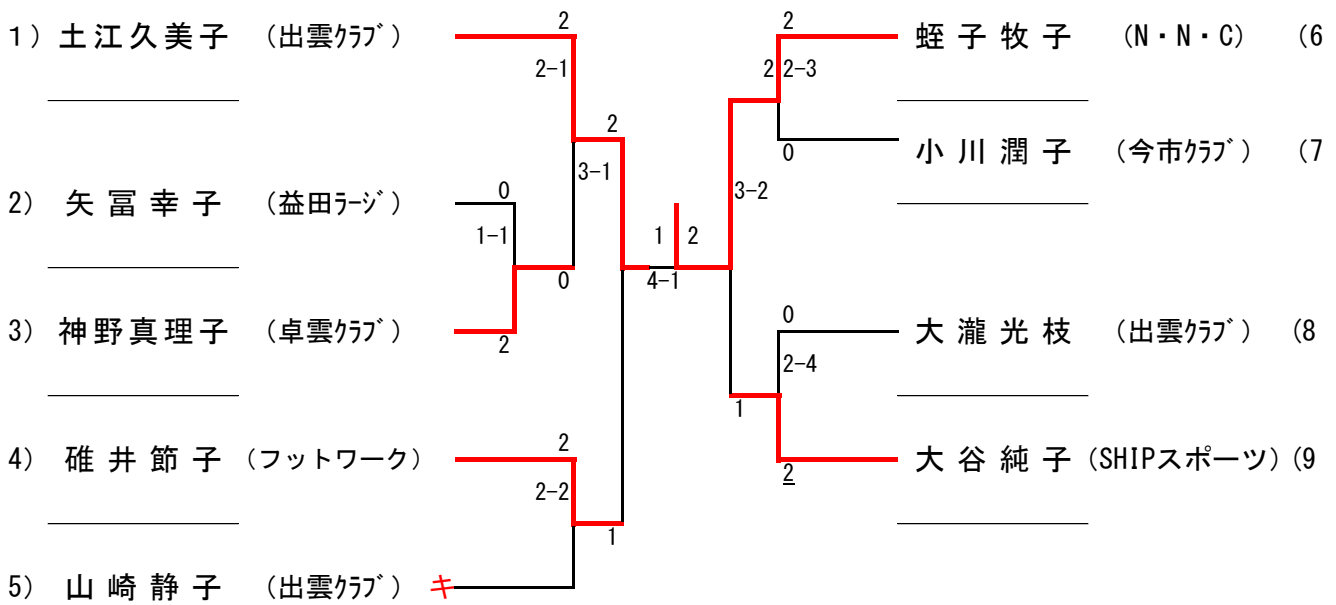 2 2
1) 土江久美子 (出雲ｸﾗﾌﾞ) 蛭子牧子 (N・N・C) (6
2-1 2 2-3
2
0 小川潤子 (今市ｸﾗﾌﾞ) (7
3-1
0 3-2
2) 矢冨幸子 (益田ﾗｰｼﾞ)
1-1 1 2
0 4-1
0
3) 神野真理子 (卓雲ｸﾗﾌﾞ) 大瀧光枝 (出雲クラブ) (8
2
2-4
1
2
4) 碓井節子 (フットワーク) 大谷純子 (SHIPスポーツ) (9
2
2-2
1
5) 山崎静子 (出雲ｸﾗﾌﾞ) キ